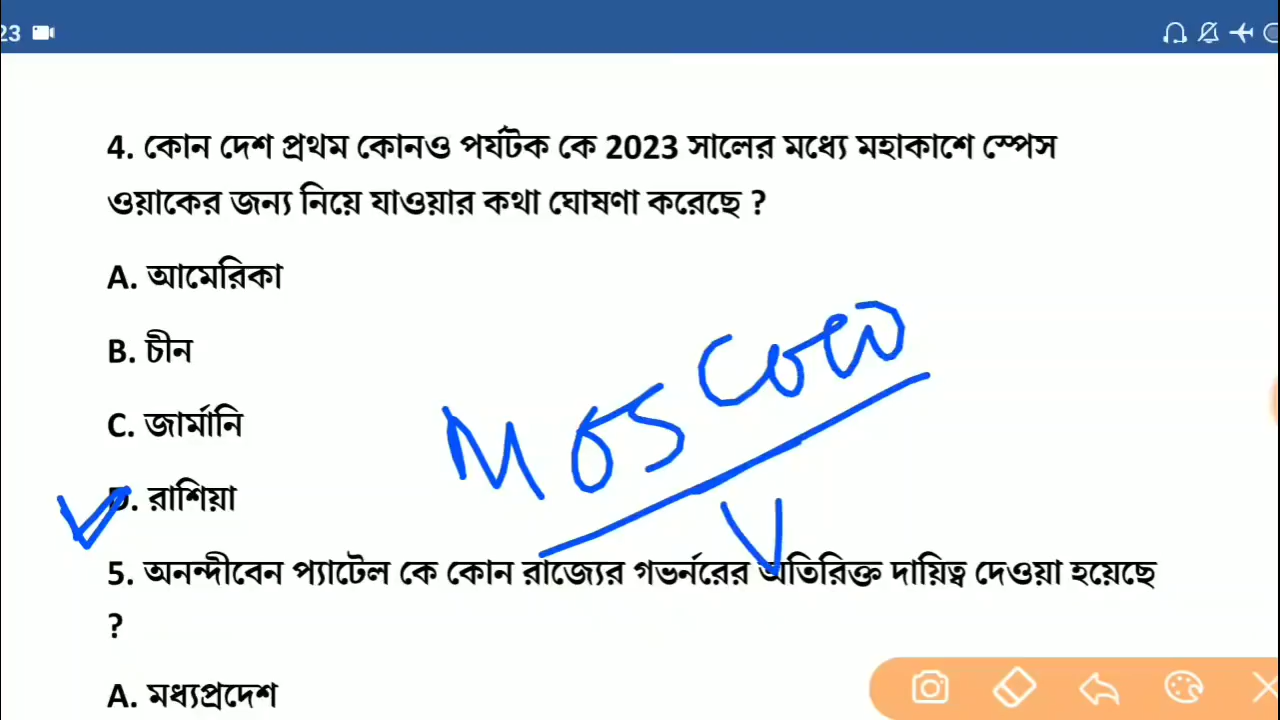 23
4. কোন দেশ প্রথম কোনও পর্যটক কে 2023 সালের মধ্যে মহাকাশে স্পেস
ওয়াকের জন্য নিয়ে যাওয়ার কথা ঘোষণা করেছে ?
A. আমেরিকা
B. চীন
C. জার্মানি
Moscow
D. রাশিয়া
5. অনন্দীবেন প্যাটেল কে কোন রাজ্যের গভর্নরের অতিরিক্ত দায়িত্ব দেওয়া হয়েছে
?
A. মধ্যপ্রদেশ